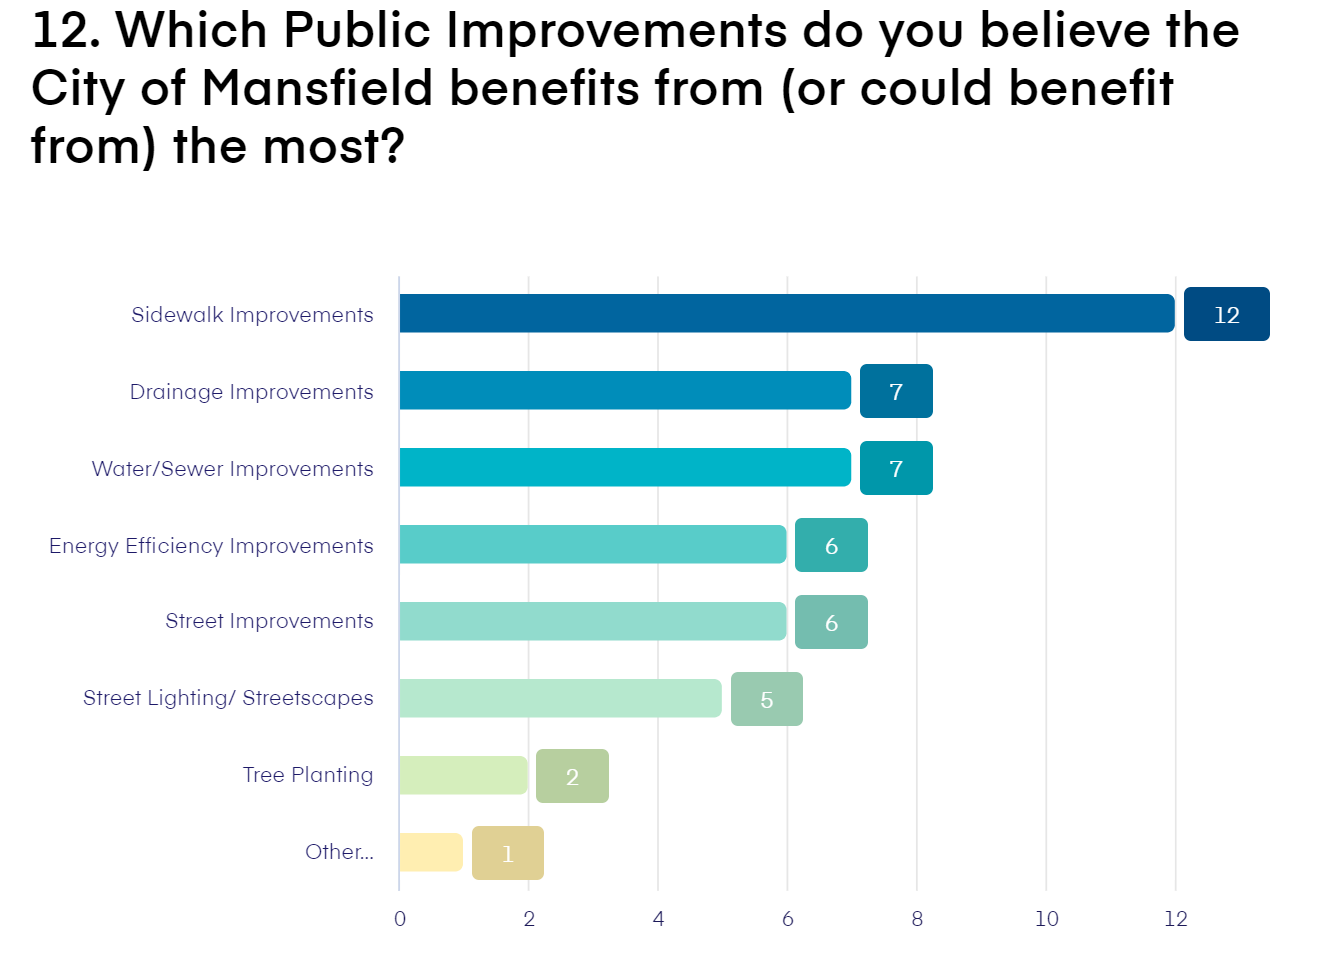 12. Which Public Improvements do you believe the
City of Mansfield benefits from (or could benefit
from) the most?
Sidewalk Improvements 12
Drainage Improvements 7
Water/Sewer Improvements 7
Energy Efficiency Improvements 6
Street Improvements 6
Street Lighting/ Streetscapes 5
Tree Planting 2
Other... 1
0 2 4 6 8 10 12